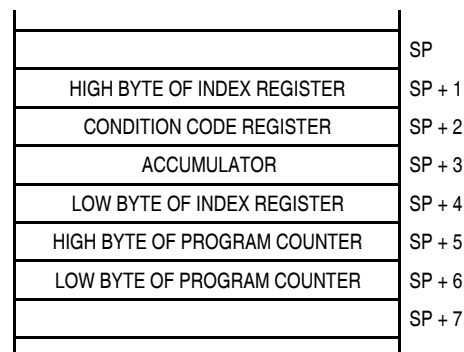 SP
HIGH BYTE OF INDEX REGISTER SP + 1
CONDITION CODE REGISTER SP + 2
ACCUMULATOR SP + 3
LOW BYTE OF INDEX REGISTER SP + 4
HIGH BYTE OF PROGRAM COUNTER SP + 5
LOW BYTE OF PROGRAM COUNTER SP + 6
SP + 7